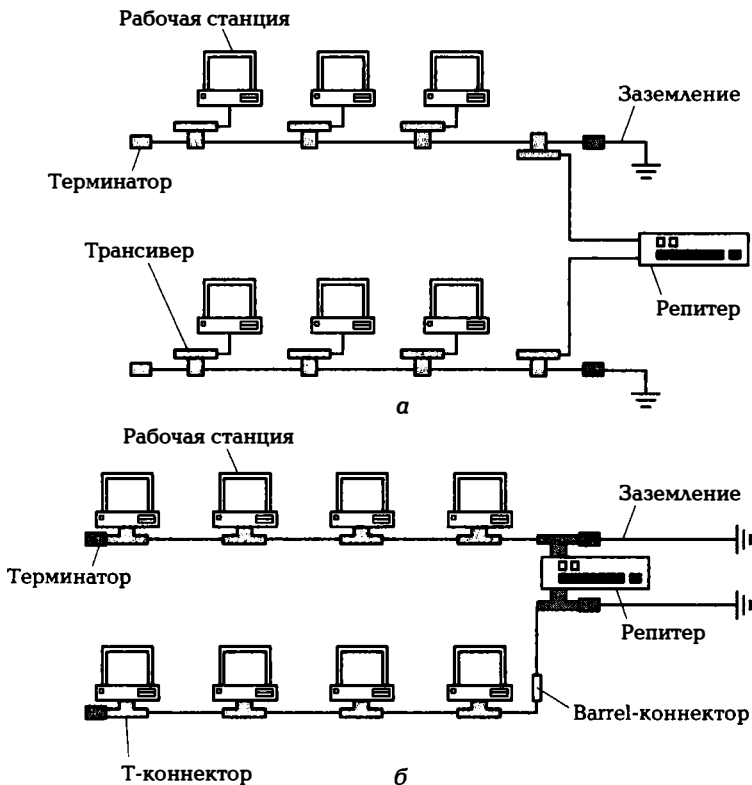 Рабочая станция
Заземление
Терминатор
Трансивер
Репитер
а
Рабочая станция
Заземление
Терминатор
Репитер
Barrel-коннектор
Т-коннектор
б